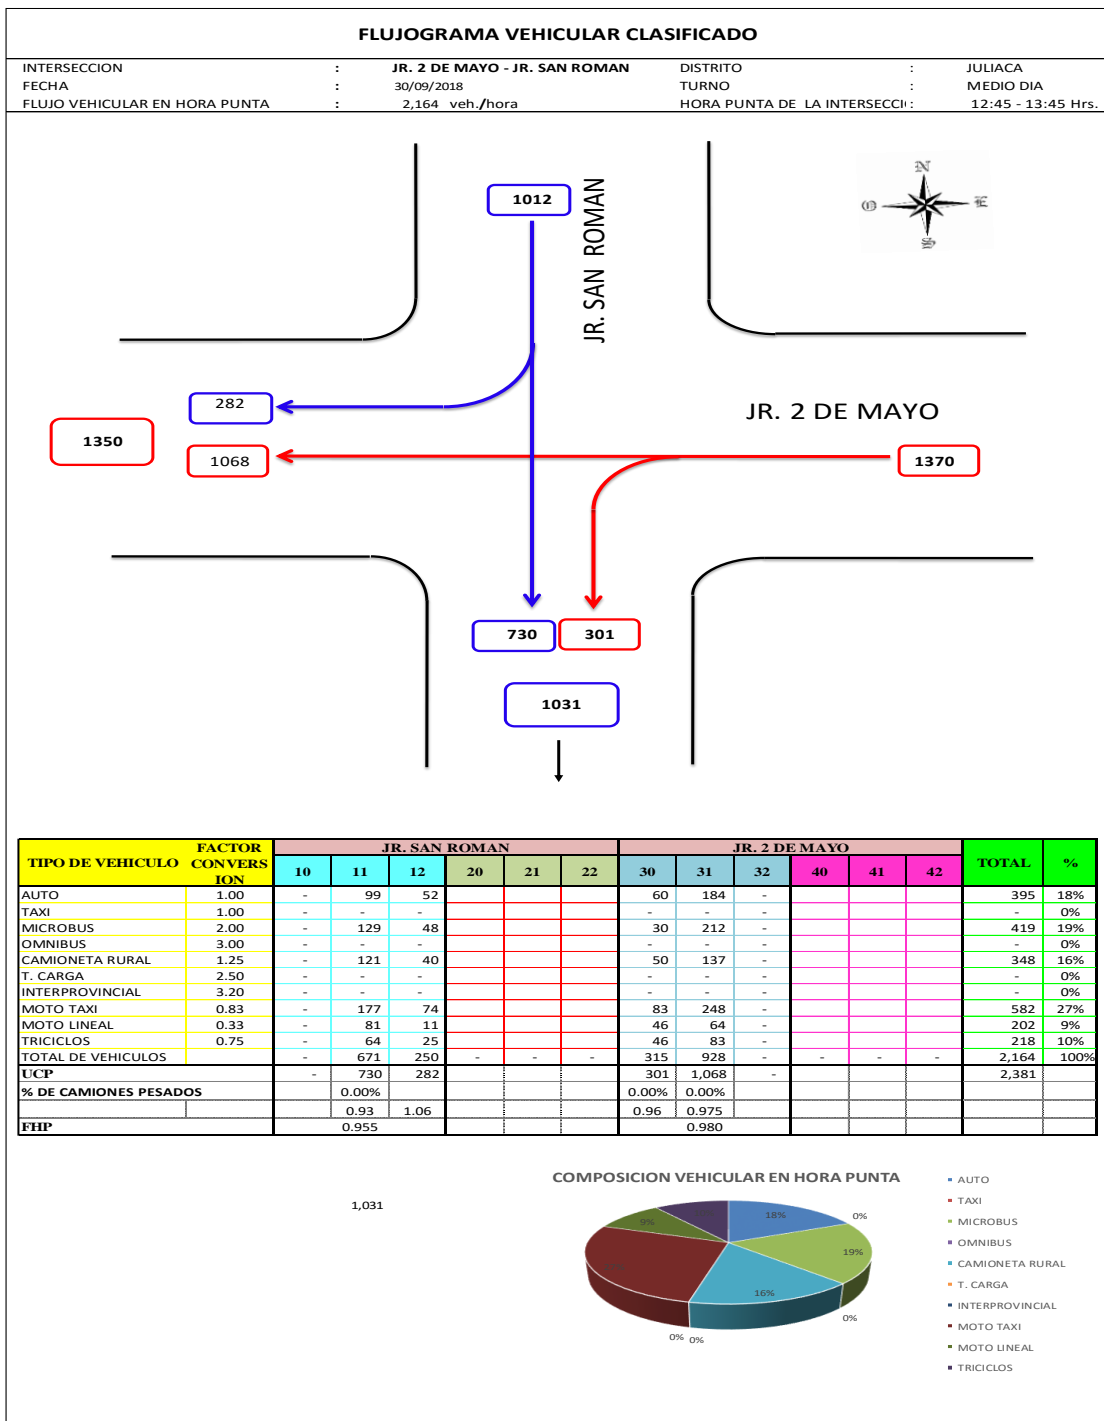 FLUJOGRAMA VEHICULAR CLASIFICADO
INTERSECCION : JR. 2 DE MAYO - JR. SAN ROMAN DISTRITO : JULIACA
FECHA : 30/09/2018 TURNO : MEDIO DIA
FLUJO VEHICULAR EN HORA PUNTA : 2,164 veh./hora HORA PUNTA DE LA INTERSECCI : 12:45 - 13:45 Hrs.
N
O E
S
1012
JR. SAN ROMAN
282
JR. 2 DE MAYO
1350
1068
1370
730 301
1031
TIPO DE VEHICULO FACTOR CONVERSION JR. SAN ROMAN JR. 2 DE MAYO TOTAL %
10 11 12 20 21 22 30 31 32 40 41 42
AUTO 1.00 - 99 52 60 184 - 395 18%
TAXI 1.00 - - - - - - - 0%
MICROBUS 2.00 - 129 48 30 212 - 419 19%
OMNIBUS 3.00 - - - - - - - 0%
CAMIONETA RURAL 1.25 - 121 40 50 137 - 348 16%
T. CARGA 2.50 - - - - - - - 0%
INTERPROVINCIAL 3.20 - - - - - - - 0%
MOTO TAXI 0.83 - 177 74 83 248 - 582 27%
MOTO LINEAL 0.33 - 81 11 46 64 - 202 9%
TRICICLOS 0.75 - 64 25 46 83 - 218 10%
TOTAL DE VEHICULOS - 671 250 - - - 315 928 - - - - 2,164 100%
UCP - 730 282 301 1,068 - 2,381
% DE CAMIONES PESADOS 0.00% 0.00% 0.00%
0.93 1.06 0.96 0.975
FHP 0.955 0.980
1,031
COMPOSICION VEHICULAR EN HORA PUNTA
18%
0%
19%
0%
16%
0%
0%
9%
AUTO
TAXI
MICROBUS
OMNIBUS
CAMIONETA RURAL
T. CARGA
INTERPROVINCIAL
MOTO TAXI
MOTO LINEAL
TRICICLOS